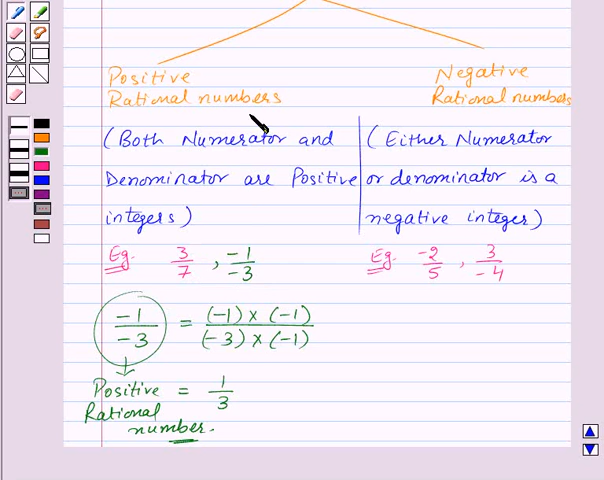 Positive
Rational numbers
Negative
Rational numbers
(Both Numerator and
Denominator are Positive
integers)
(Either Numerator
or denominator is a
negative integer)
Eg. 3/7 , -1/-3
Eg. -2/5 , 3/-4
-1/-3 = (-1) × (-1) / (-3) × (-1)
Positive = 1/3
Rational
number.